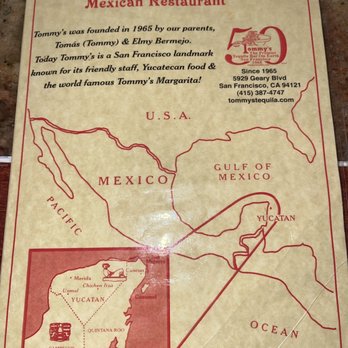 Mexican Restaurant
Tommy's was founded in 1965 by our parents,
Tomás (Tommy) & Elmy Bermejo.
Today Tommy's is a San Francisco landmark
known for its friendly staff, Yucatecan food &
the world famous Tommy's Margarita!
50
Tommy's
Since 1965
5929 Geary Blvd
San Francisco, CA 94121
(415) 387-4747
tommystequila.com
U.S.A.
GULF OF
MEXICO
MEXICO
PACIFIC
YUCATAN
OCEAN
Merida
Cancun
Chichen Itza
Uxmal
YUCATAN
QUINTANA ROO